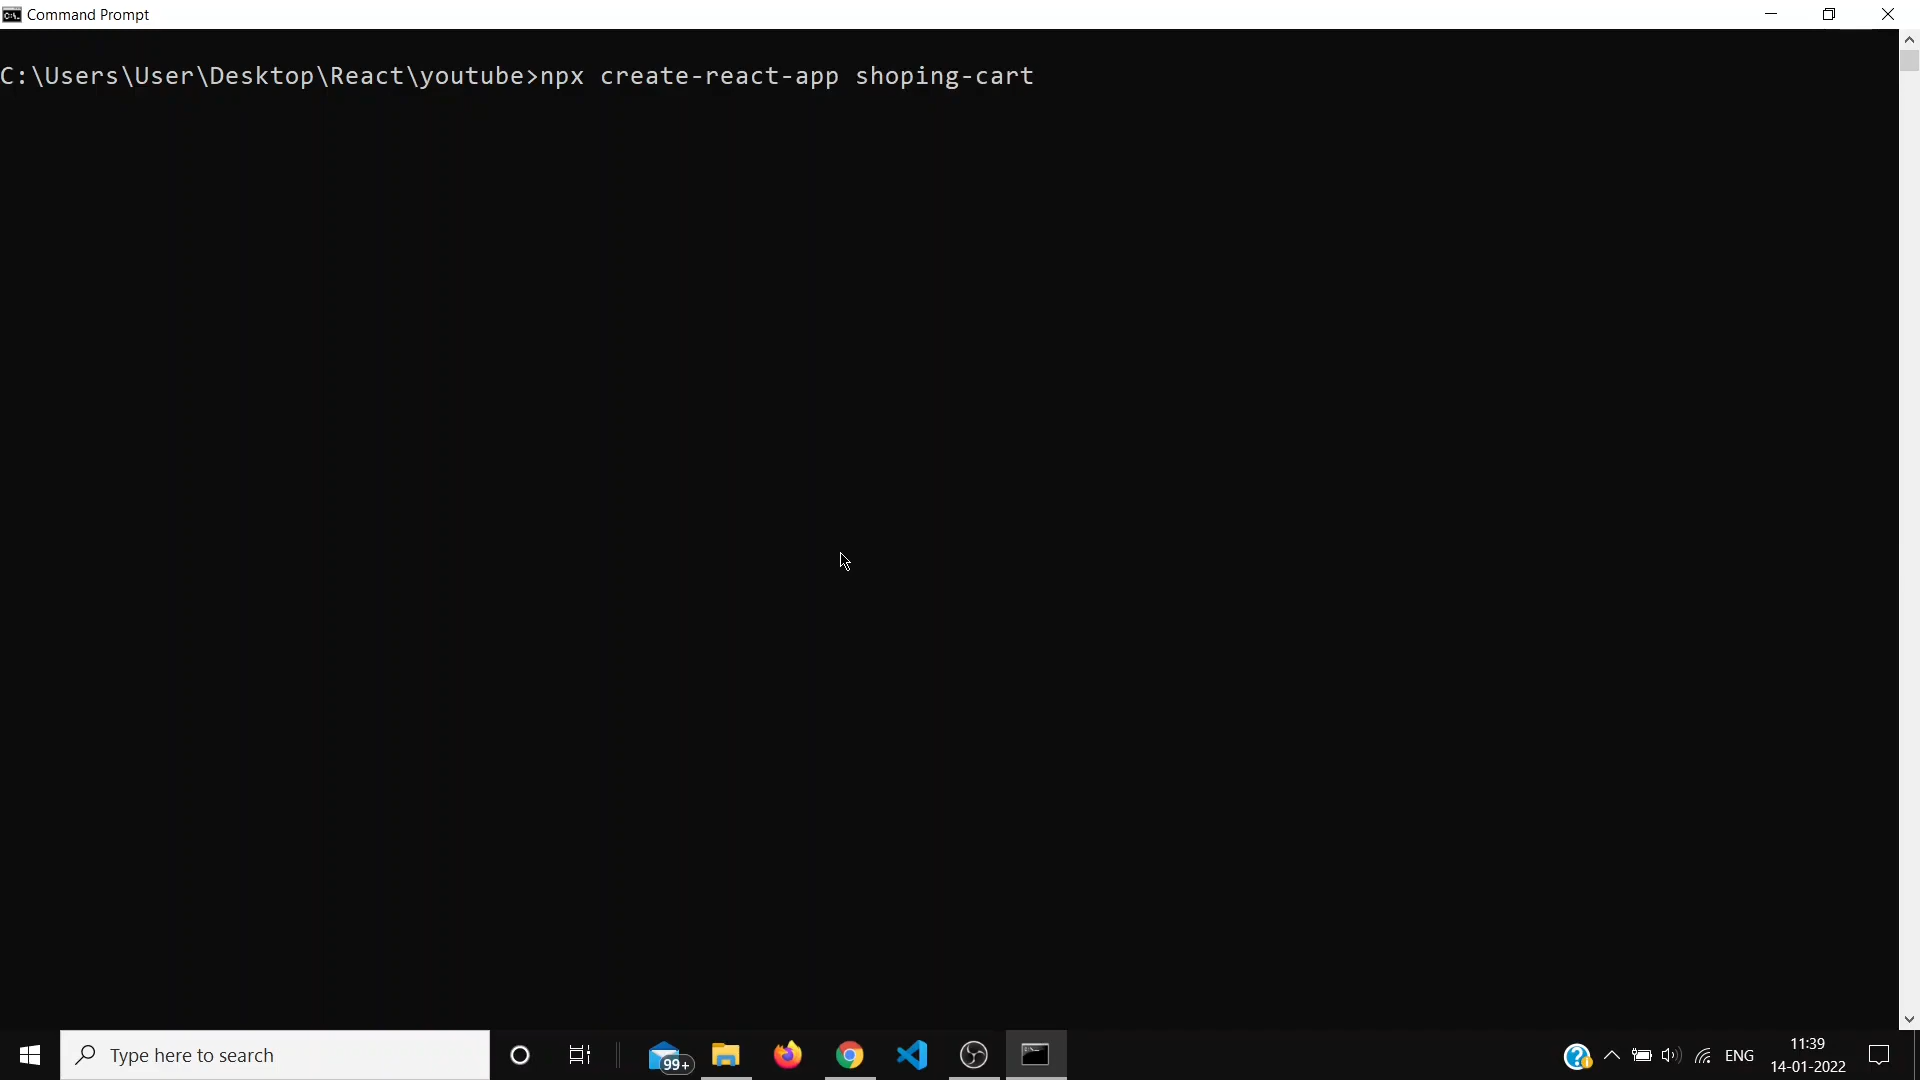 Command Prompt
C:\Users\User\Desktop\React\youtube>npx create-react-app shoping-cart
Type here to search
99+
ENG
11:39
14-01-2022